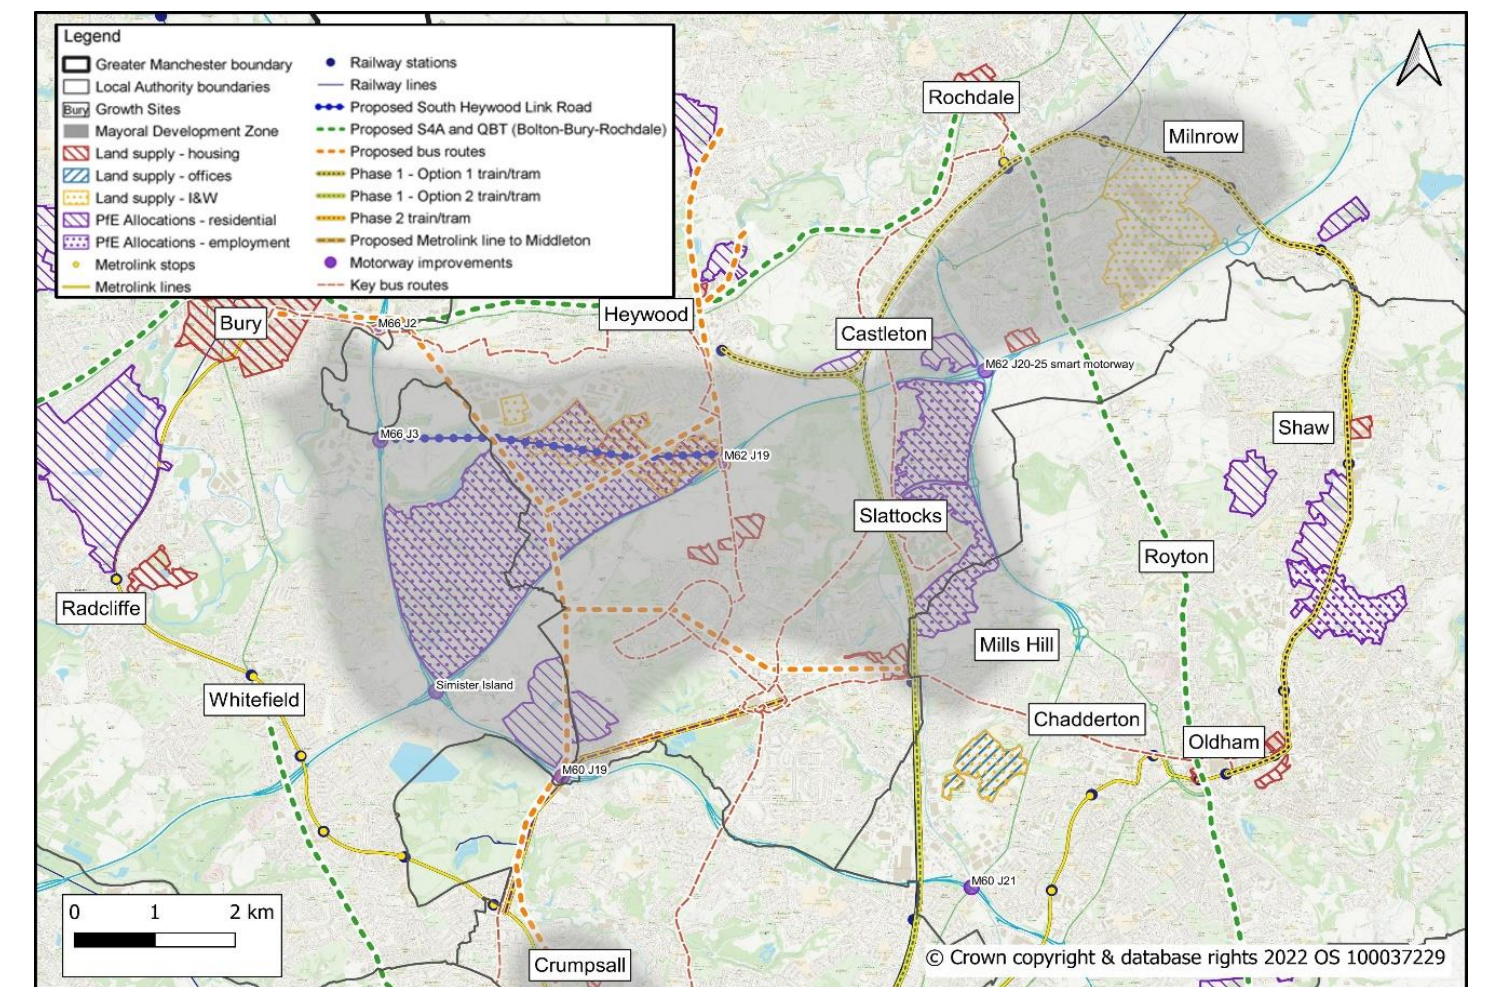 Legend
Greater Manchester boundary
Local Authority boundaries
Bury Growth Sites
Mayoral Development Zone
Land supply - housing
Land supply - offices
Land supply - I&W
PfE Allocations - residential
PfE Allocations - employment
Metrolink stops
Metrolink lines
Railway stations
Railway lines
Proposed South Heywood Link Road
Proposed S4A and QBT (Bolton-Bury-Rochdale)
Proposed bus routes
Phase 1 - Option 1 train/tram
Phase 1 - Option 2 train/tram
Phase 2 train/tram
Proposed Metrolink line to Middleton
Motorway improvements
Key bus routes
Rochdale
Milnrow
Bury
M66 J2
Heywood
Castleton
M62 J20-25 smart motorway
M66 J3
M62 J19
Shaw
Slattocks
Royton
Radcliffe
Mills Hill
Simister Island
Whitefield
Chadderton
Oldham
M60 J19
M60 J21
0 1 2 km
Crumpsall
© Crown copyright & database rights 2022 OS 100037229